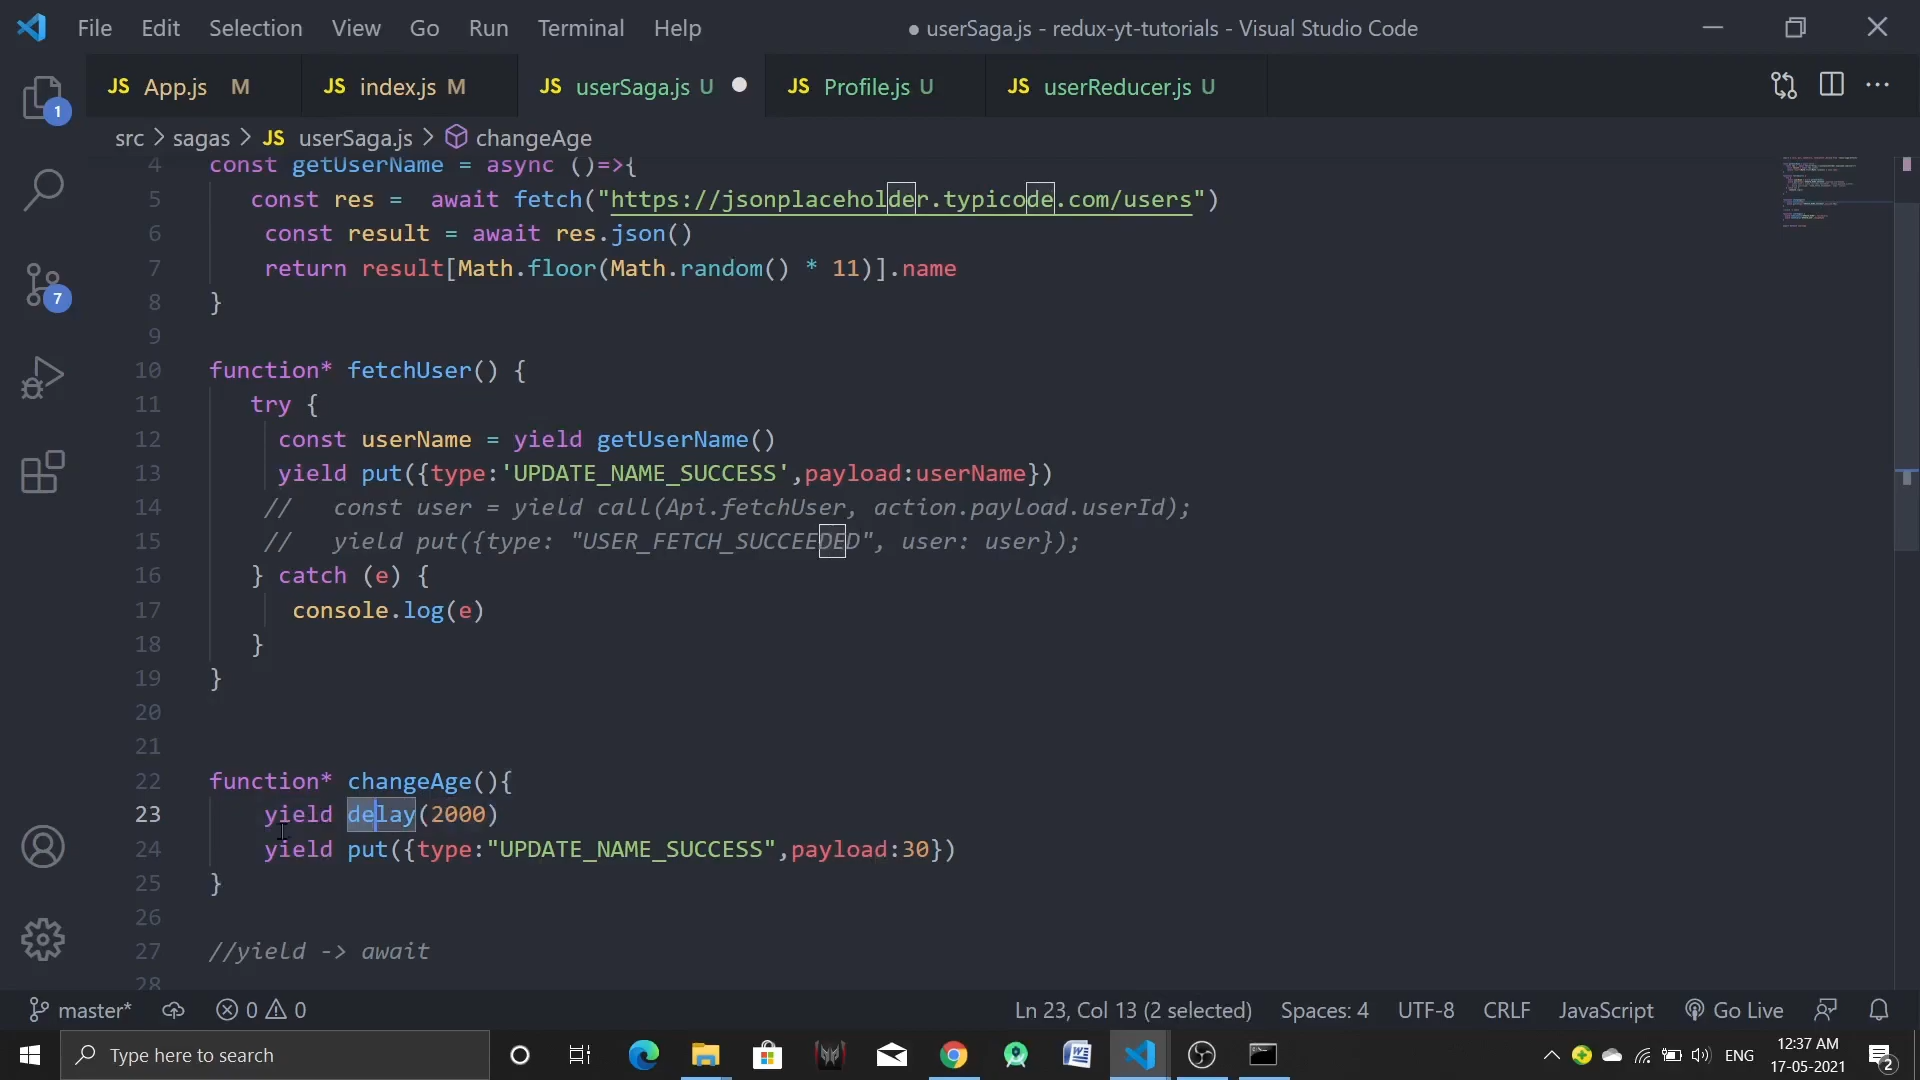 File Edit Selection View Go Run Terminal Help ● userSaga.js - redux-yt-tutorials - Visual Studio Code
JS App.js M JS index.js M JS userSaga.js U JS Profile.js U JS userReducer.js U
src > sagas > JS userSaga.js > changeAge
4 const getUserName = async ()=>{
5 const res = await fetch("https://jsonplaceholder.typicode.com/users")
6 const result = await res.json()
7 return result[Math.floor(Math.random() * 11)].name
8 }
9
10 function* fetchUser() {
11 try {
12 const userName = yield getUserName()
13 yield put({type:'UPDATE_NAME_SUCCESS',payload:userName})
14 // const user = yield call(Api.fetchUser, action.payload.userId);
15 // yield put({type: "USER_FETCH_SUCCEEDED", user: user});
16 } catch (e) {
17 console.log(e)
18 }
19 }
20
21
22 function* changeAge(){
23 yield delay(2000)
24 yield put({type:"UPDATE_NAME_SUCCESS",payload:30})
25 }
26
27 //yield -> await
28
1
7
master* 0 0 Ln 23, Col 13 (2 selected) Spaces: 4 UTF-8 CRLF JavaScript Go Live
Type here to search ENG 12:37 AM
17-05-2021 2